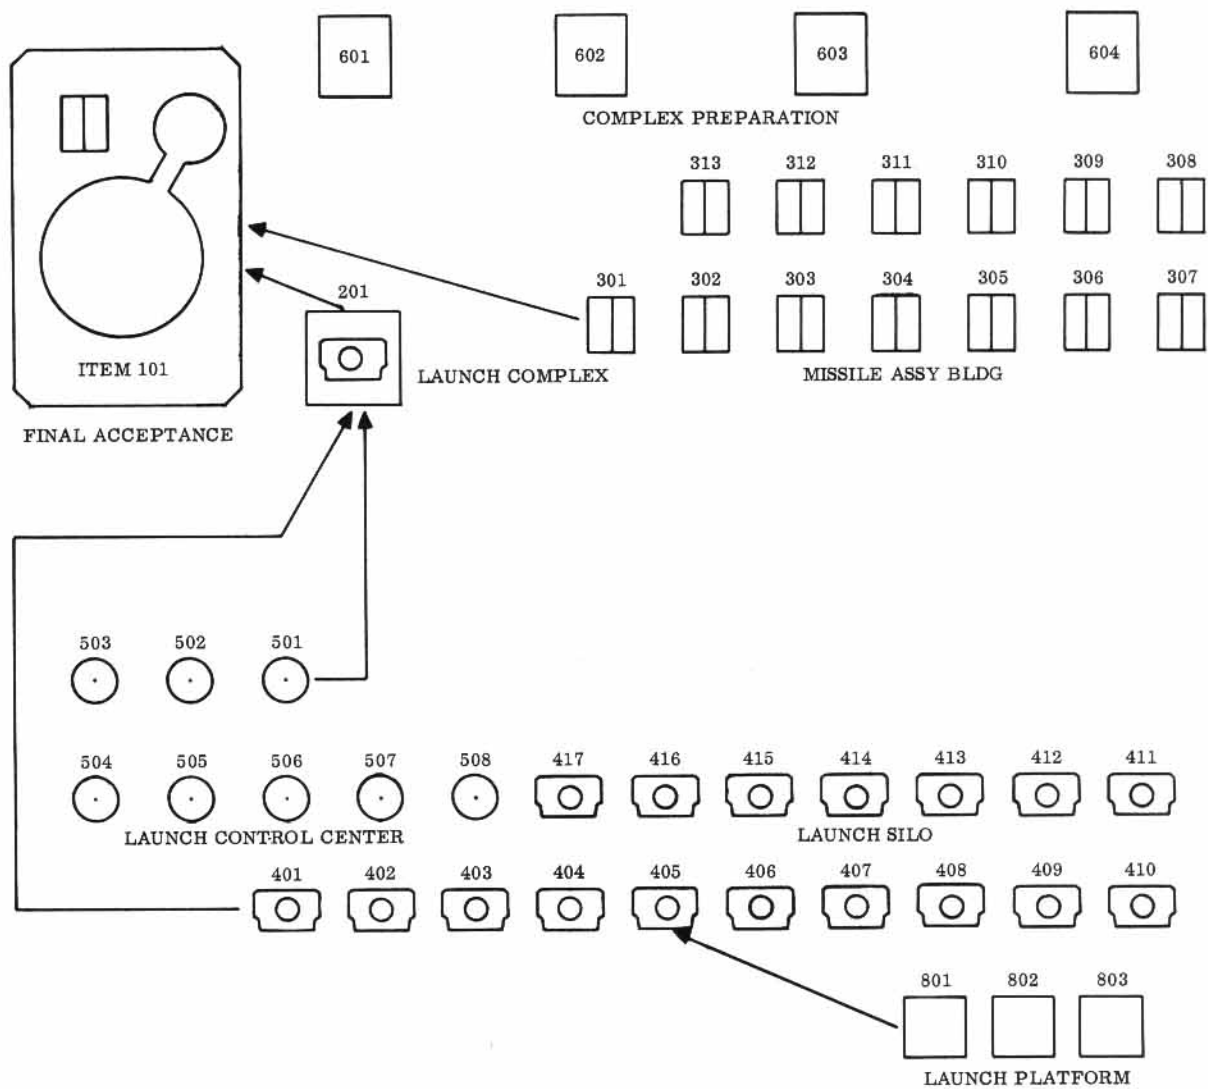 601 602 603 604
COMPLEX PREPARATION
313 312 311 310 309 308
301 302 303 304 305 306 307
MISSILE ASSY BLDG
201
LAUNCH COMPLEX
ITEM 101
FINAL ACCEPTANCE
503 502 501
504 505 506 507 508
LAUNCH CONTROL CENTER
417 416 415 414 413 412 411
LAUNCH SILO
401 402 403 404 405 406 407 408 409 410
801 802 803
LAUNCH PLATFORM